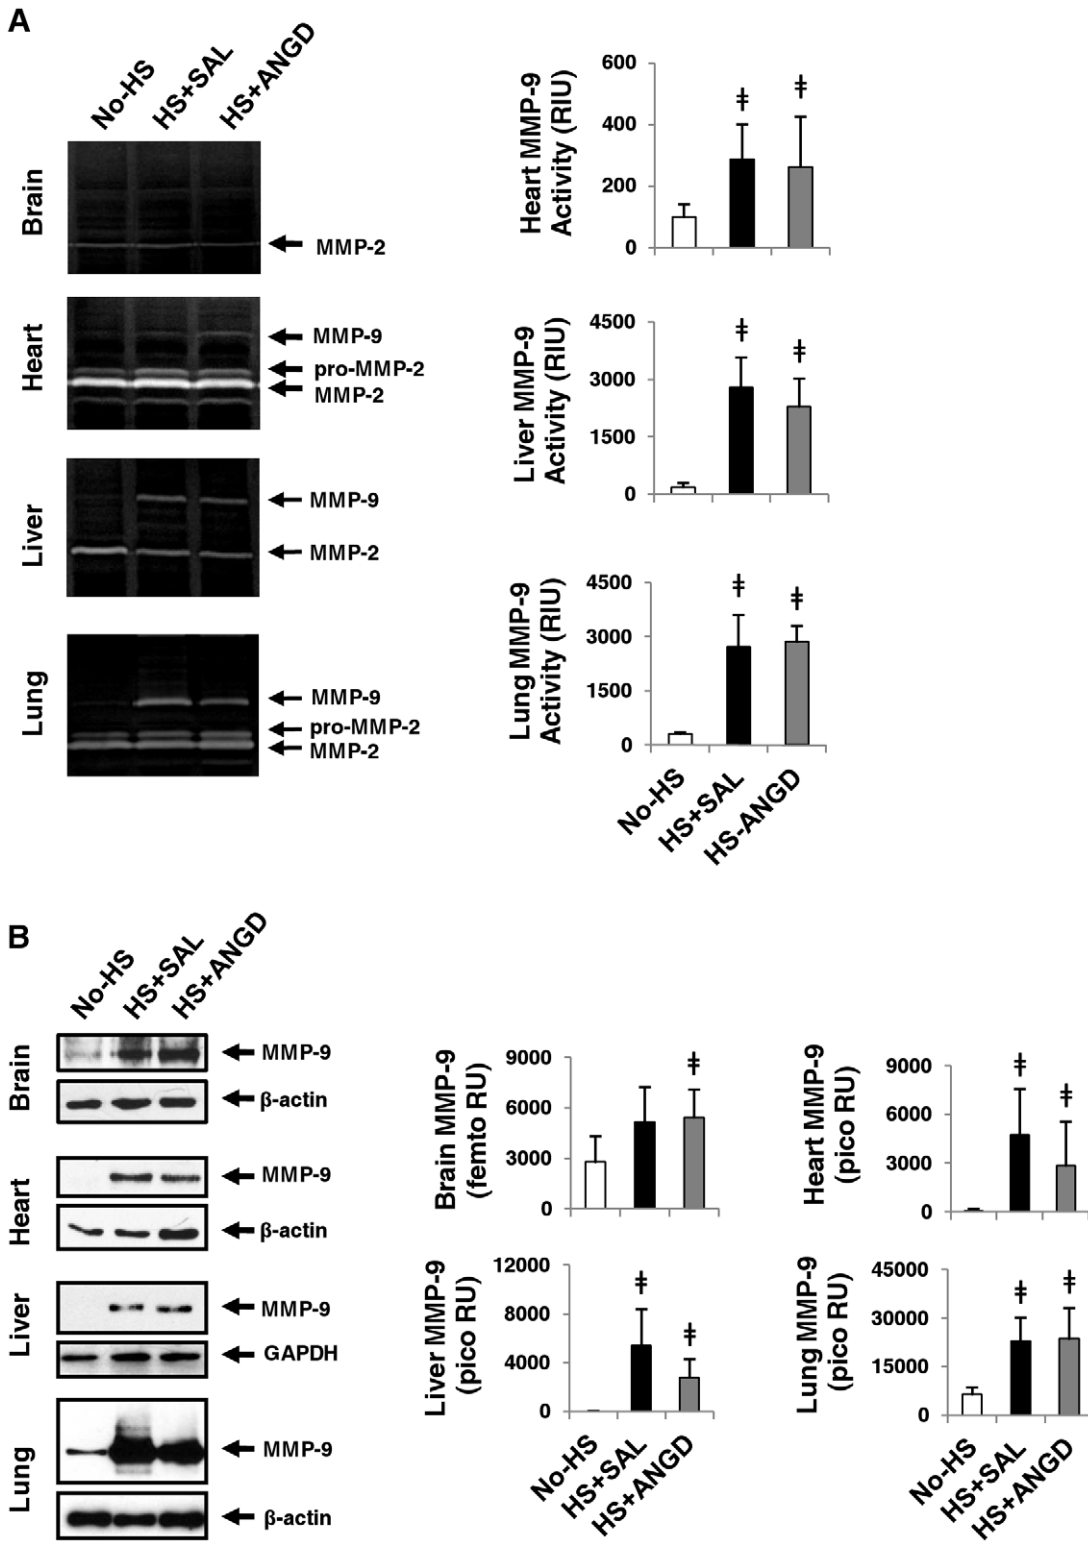 A
No-HS
HS+SAL
HS+ANGD
Brain
MMP-2
Heart
MMP-9
pro-MMP-2
MMP-2
Liver
MMP-9
MMP-2
Lung
MMP-9
pro-MMP-2
MMP-2
Heart MMP-9
Activity (RIU)
600
400
200
0
ǂ
ǂ
Liver MMP-9
Activity (RIU)
4500
3000
1500
0
ǂ
ǂ
Lung MMP-9
Activity (RIU)
4500
3000
1500
0
ǂ
ǂ
No-HS
HS+SAL
HS-ANGD
B
No-HS
HS+SAL
HS+ANGD
Brain
MMP-9
β-actin
Heart
MMP-9
β-actin
Liver
MMP-9
GAPDH
Lung
MMP-9
β-actin
Brain MMP-9
(femto RU)
9000
6000
3000
0
ǂ
Heart MMP-9
(pico RU)
9000
6000
3000
0
ǂ
ǂ
Liver MMP-9
(pico RU)
12000
8000
4000
0
ǂ
ǂ
No-HS
HS+SAL
HS+ANGD
Lung MMP-9
(pico RU)
45000
30000
15000
0
ǂ
ǂ
No-HS
HS+SAL
HS+ANGD